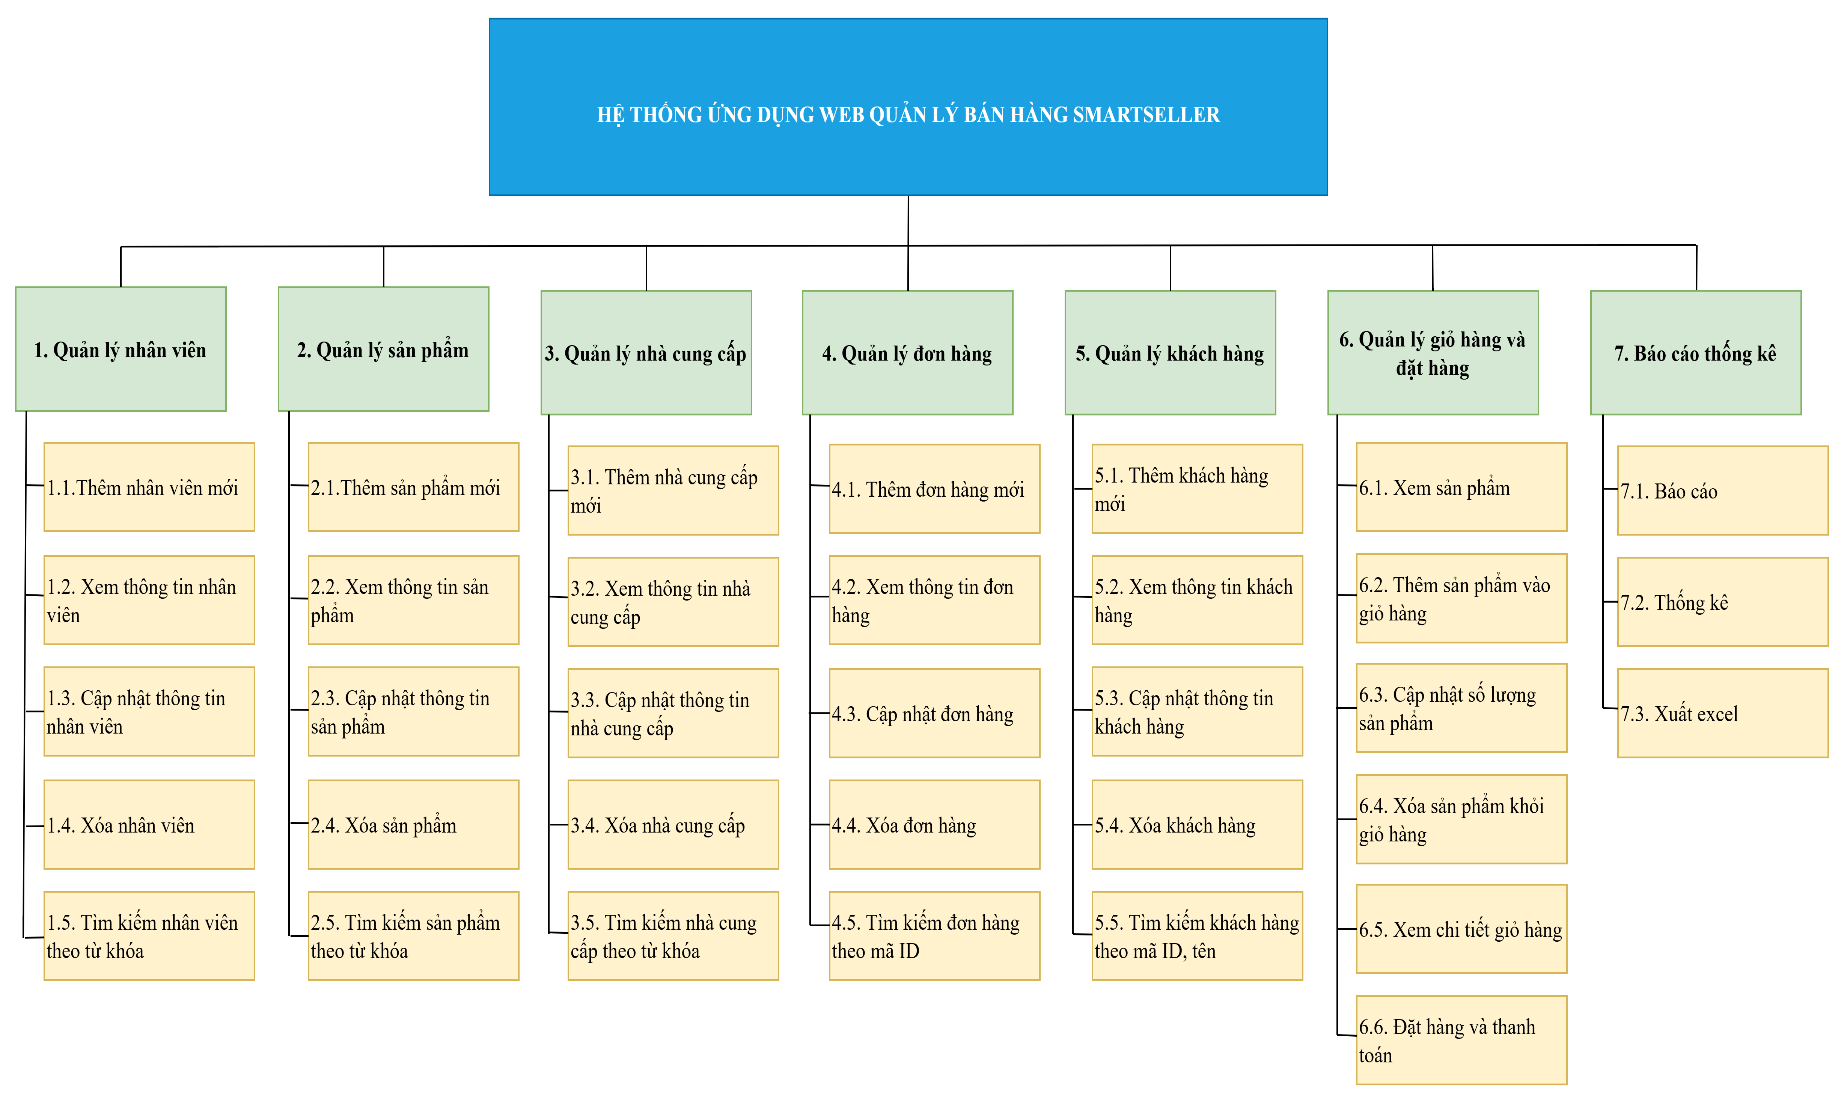 HỆ THỐNG ỨNG DỤNG WEB QUẢN LÝ BÁN HÀNG SMARTSELLER
1. Quản lý nhân viên
1.1.Thêm nhân viên mới
1.2. Xem thông tin nhân
viên
1.3. Cập nhật thông tin
nhân viên
1.4. Xóa nhân viên
1.5. Tìm kiếm nhân viên
theo từ khóa
2. Quản lý sản phẩm
2.1.Thêm sản phẩm mới
2.2. Xem thông tin sản
phẩm
2.3. Cập nhật thông tin
sản phẩm
2.4. Xóa sản phẩm
2.5. Tìm kiếm sản phẩm
theo từ khóa
3. Quản lý nhà cung cấp
3.1. Thêm nhà cung cấp
mới
3.2. Xem thông tin nhà
cung cấp
3.3. Cập nhật thông tin
nhà cung cấp
3.4. Xóa nhà cung cấp
3.5. Tìm kiếm nhà cung
cấp theo từ khóa
4. Quản lý đơn hàng
4.1. Thêm đơn hàng mới
4.2. Xem thông tin đơn
hàng
4.3. Cập nhật đơn hàng
4.4. Xóa đơn hàng
4.5. Tìm kiếm đơn hàng
theo mã ID
5. Quản lý khách hàng
5.1. Thêm khách hàng
mới
5.2. Xem thông tin khách
hàng
5.3. Cập nhật thông tin
khách hàng
5.4. Xóa khách hàng
5.5. Tìm kiếm khách hàng
theo mã ID, tên
6. Quản lý giỏ hàng và
đặt hàng
6.1. Xem sản phẩm
6.2. Thêm sản phẩm vào
giỏ hàng
6.3. Cập nhật số lượng
sản phẩm
6.4. Xóa sản phẩm khỏi
giỏ hàng
6.5. Xem chi tiết giỏ hàng
6.6. Đặt hàng và thanh
toán
7. Báo cáo thống kê
7.1. Báo cáo
7.2. Thống kê
7.3. Xuất excel